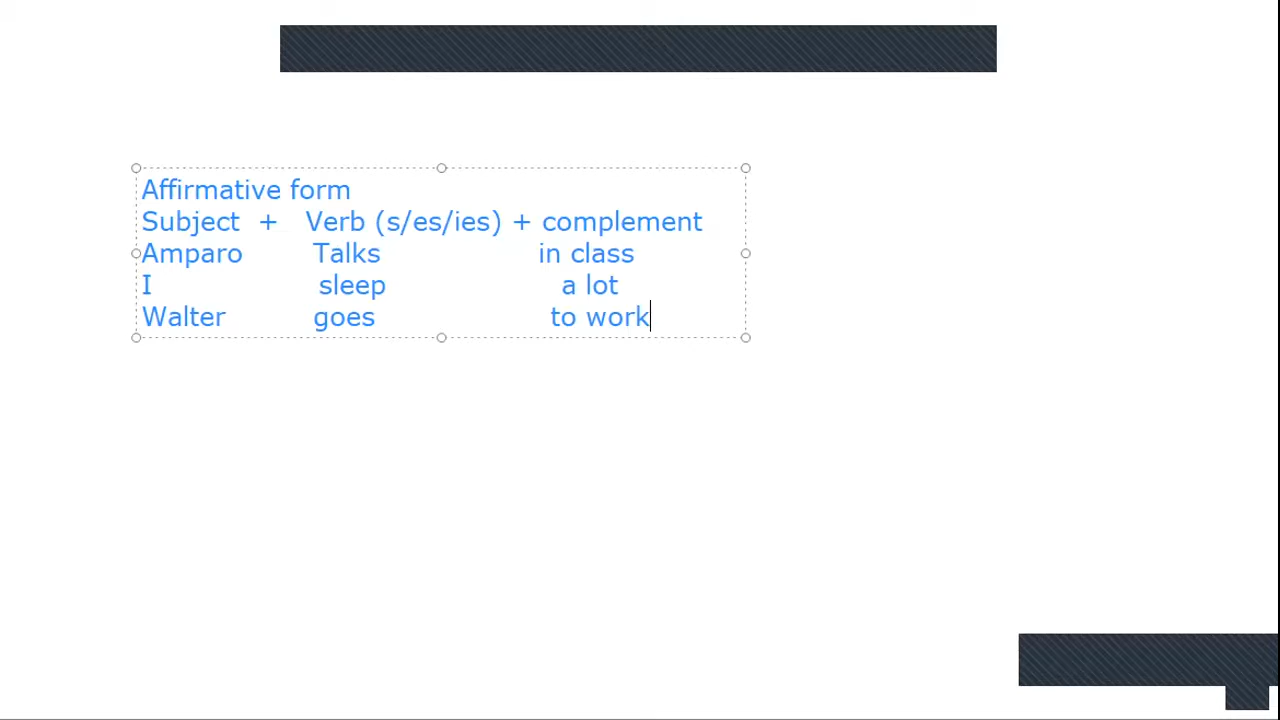 Affirmative form
Subject + Verb (s/es/ies) + complement
Amparo Talks in class
I sleep a lot
Walter goes to work